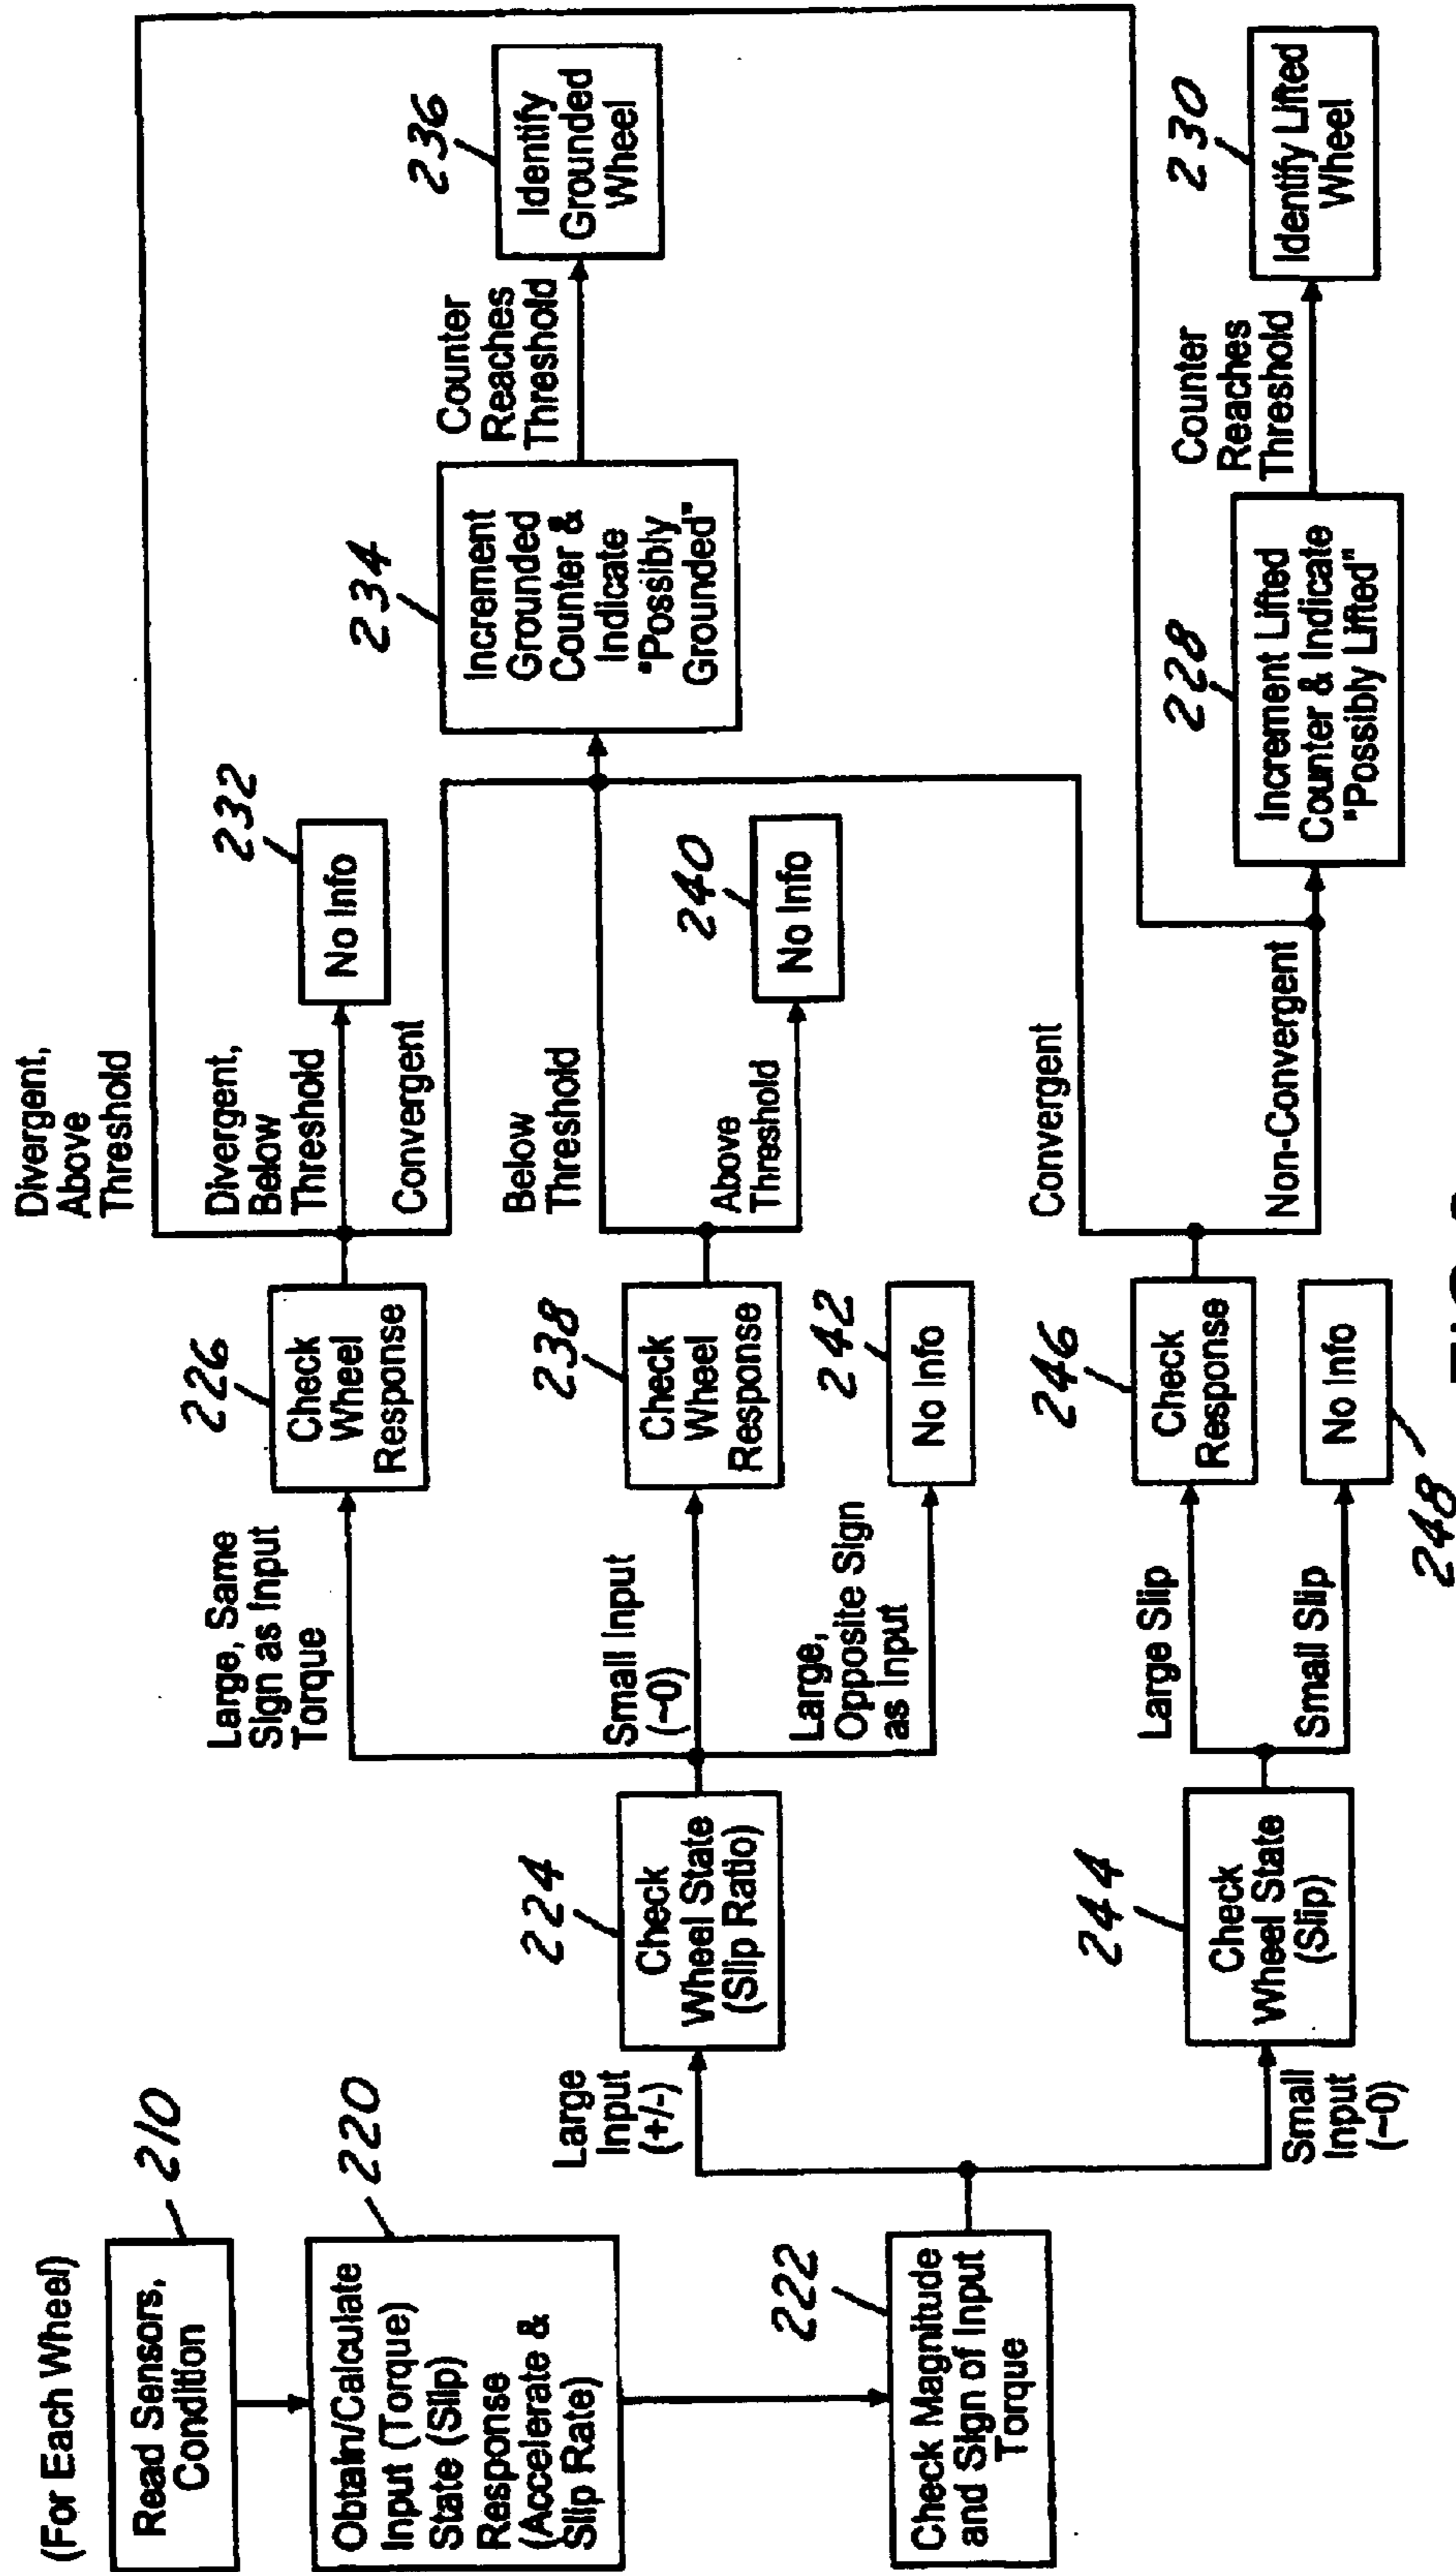 (For Each Wheel)
Read Sensors,
Condition
210
Obtain/Calculate
Input (Torque)
State (Slip)
Response
(Accelerate &
Slip Rate)
220
Check Magnitude
and Sign of Input
Torque
222
Large
Input
(+/-)
Small
Input
(~0)
Check
Wheel State
(Slip Ratio)
224
Check
Wheel State
(Slip)
244
Large, Same
Sign as Input
Torque
Small Input
(~0)
Large,
Opposite Sign
as Input
Large Slip
Small Slip
Check
Wheel
Response
226
Check
Wheel
Response
238
No Info
242
Check
Response
246
No Info
248
Divergent,
Above
Threshold
Divergent,
Below
Threshold
Convergent
Below
Threshold
Above
Threshold
Convergent
Non-Convergent
No Info
232
No Info
240
Increment
Grounded
Counter &
Indicate
"Possibly
Grounded"
234
Increment Lifted
Counter & Indicate
"Possibly Lifted"
228
Counter
Reaches
Threshold
Counter
Reaches
Threshold
Identify
Grounded
Wheel
236
Identify Lifted
Wheel
230